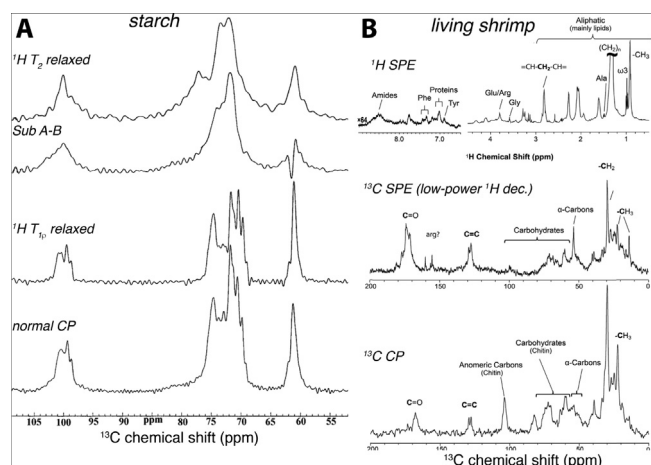 A
starch
¹H T₂ relaxed
Sub A-B
¹H T₁ρ relaxed
normal CP
105 100 ppm 95 90 85 80 75 70 65 60 55
¹³C chemical shift (ppm)
B
living shrimp
¹H SPE
Aliphatic
(mainly lipids)
(CH₂)ₙ
-CH₃
=CH-CH₂-CH=
Ala
ω3
Glu/Arg
Gly
Amides
Phe
Proteins
Tyr
×64
8.0 7.0 4 3 2 1
¹H Chemical Shift (ppm)
¹³C SPE (low-power ¹H dec.)
-CH₂
C=O
arg?
C=C
Carbohydrates
α-Carbons
-CH₃
200 150 100 50 0
¹³C CP
-CH₃
Carbohydrates
(Chitin)
α-Carbons
Anomeric Carbons
(Chitin)
C=O
C=C
200 150 100 50 0
¹³C chemical shift (ppm)